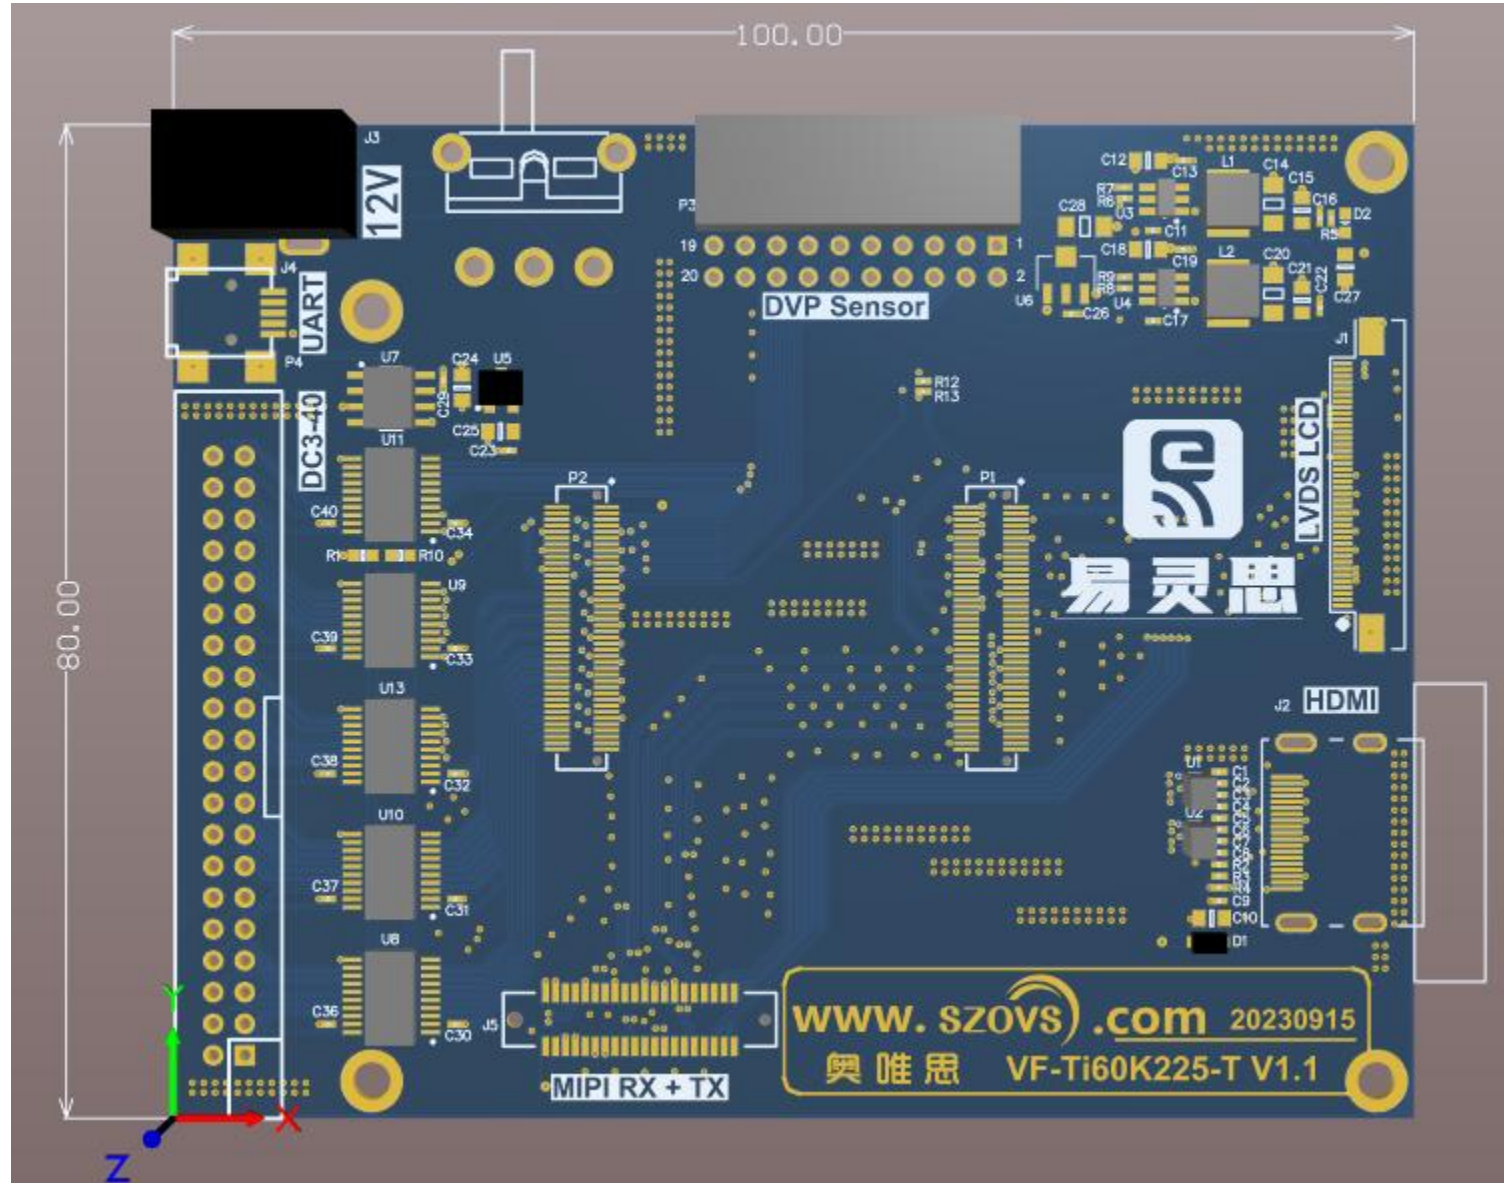 100.00
80.00
J3
12V
J4
UART
P4
DC3-40
P3
19
1
20
2
DVP Sensor
C12
C13
L1
C14
C15
C16
D2
R7
R6
U3
R5
C28
C11
C18
C19
L2
C20
C21
C22
C27
R9
R8
U4
U6
C26
C17
J1
LVDS LCD
U7
C24
U5
C29
C25
C23
U11
C40
C34
R1
R10
U9
C39
C33
U13
C38
C32
U10
C37
C31
U8
C36
C30
R12
R13
P2
P1
易灵思
J2 HDMI
U1
C1
C2
U2
R2
R3
R4
C9
C10
D1
J5
MIPI RX + TX
www.szovs.com 20230915
奥唯思 VF-Ti60K225-T V1.1
Y
X
Z